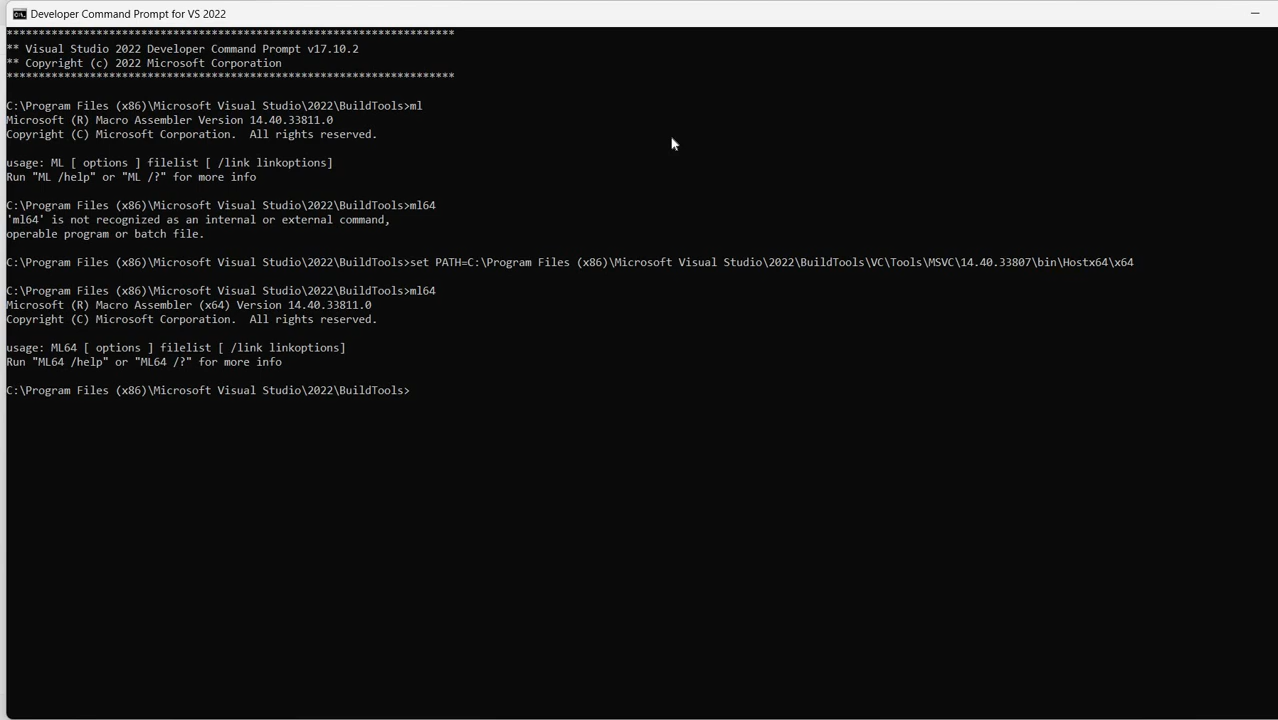 Developer Command Prompt for VS 2022
**********************************************************************
** Visual Studio 2022 Developer Command Prompt v17.10.2
** Copyright (c) 2022 Microsoft Corporation
**********************************************************************
C:\Program Files (x86)\Microsoft Visual Studio\2022\BuildTools>ml
Microsoft (R) Macro Assembler Version 14.40.33811.0
Copyright (C) Microsoft Corporation.  All rights reserved.
usage: ML [ options ] filelist [ /link linkoptions]
Run "ML /help" or "ML /?" for more info
C:\Program Files (x86)\Microsoft Visual Studio\2022\BuildTools>ml64
'ml64' is not recognized as an internal or external command,
operable program or batch file.
C:\Program Files (x86)\Microsoft Visual Studio\2022\BuildTools>set PATH=C:\Program Files (x86)\Microsoft Visual Studio\2022\BuildTools\VC\Tools\MSVC\14.40.33807\bin\Hostx64\x64
C:\Program Files (x86)\Microsoft Visual Studio\2022\BuildTools>ml64
Microsoft (R) Macro Assembler (x64) Version 14.40.33811.0
Copyright (C) Microsoft Corporation.  All rights reserved.
usage: ML64 [ options ] filelist [ /link linkoptions]
Run "ML64 /help" or "ML64 /?" for more info
C:\Program Files (x86)\Microsoft Visual Studio\2022\BuildTools>